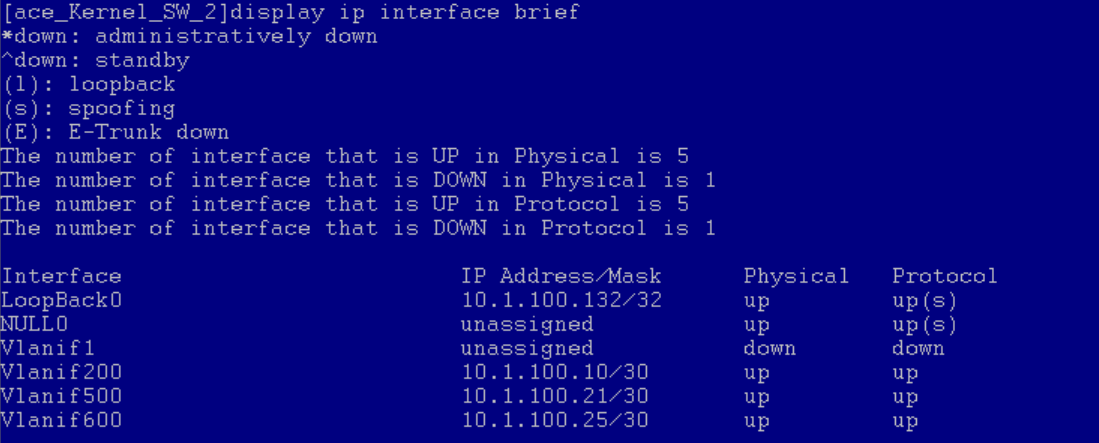 [ace_Kernel_SW_2]display ip interface brief
*down: administratively down
^down: standby
(l): loopback
(s): spoofing
(E): E-Trunk down
The number of interface that is UP in Physical is 5
The number of interface that is DOWN in Physical is 1
The number of interface that is UP in Protocol is 5
The number of interface that is DOWN in Protocol is 1
Interface IP Address/Mask Physical Protocol
LoopBack0 10.1.100.132/32 up up(s)
NULL0 unassigned up up(s)
Vlanif1 unassigned down down
Vlanif200 10.1.100.10/30 up up
Vlanif500 10.1.100.21/30 up up
Vlanif600 10.1.100.25/30 up up